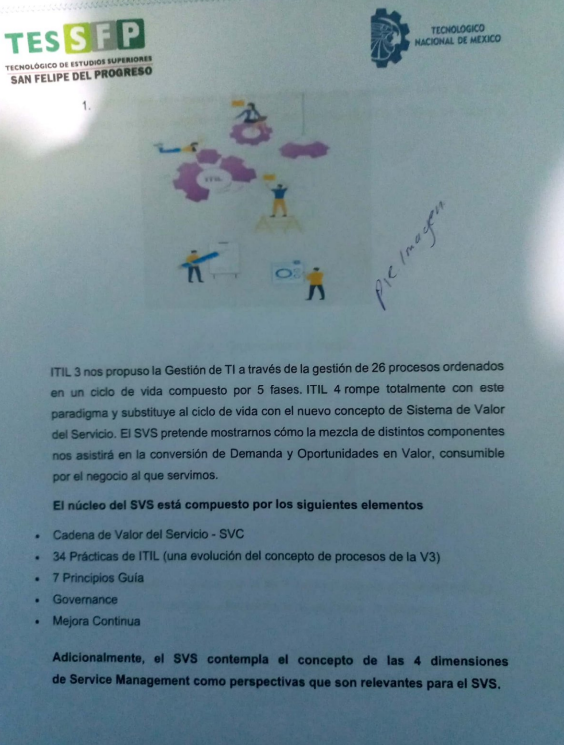 TESSFP
TECNOLÓGICO DE ESTUDIOS SUPERIORES
SAN FELIPE DEL PROGRESO
TECNOLÓGICO
NACIONAL DE MÉXICO
1.
ITIL
Pie Imagen
ITIL 3 nos propuso la Gestión de TI a través de la gestión de 26 procesos ordenados
en un ciclo de vida compuesto por 5 fases. ITIL 4 rompe totalmente con este
paradigma y substituye al ciclo de vida con el nuevo concepto de Sistema de Valor
del Servicio. El SVS pretende mostrarnos cómo la mezcla de distintos componentes
nos asistirá en la conversión de Demanda y Oportunidades en Valor, consumible
por el negocio al que servimos.
El núcleo del SVS está compuesto por los siguientes elementos
• Cadena de Valor del Servicio - SVC
• 34 Prácticas de ITIL (una evolución del concepto de procesos de la V3)
• 7 Principios Guía
• Governance
• Mejora Continua
Adicionalmente, el SVS contempla el concepto de las 4 dimensiones
de Service Management como perspectivas que son relevantes para el SVS.